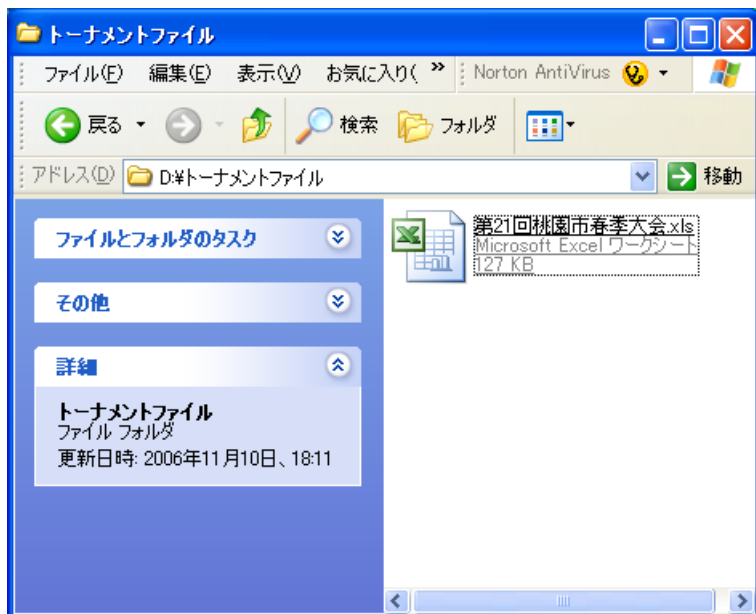 トーナメントファイル
ファイル(F) 編集(E) 表示(V) お気に入り( » Norton AntiVirus
戻る 検索 フォルダ
アドレス(D) D:¥トーナメントファイル 移動
ファイルとフォルダのタスク
その他
詳細
トーナメントファイル
ファイル フォルダ
更新日時: 2006年11月10日、18:11
第21回桃園市春季大会.xls
Microsoft Excel ワークシート
127 KB